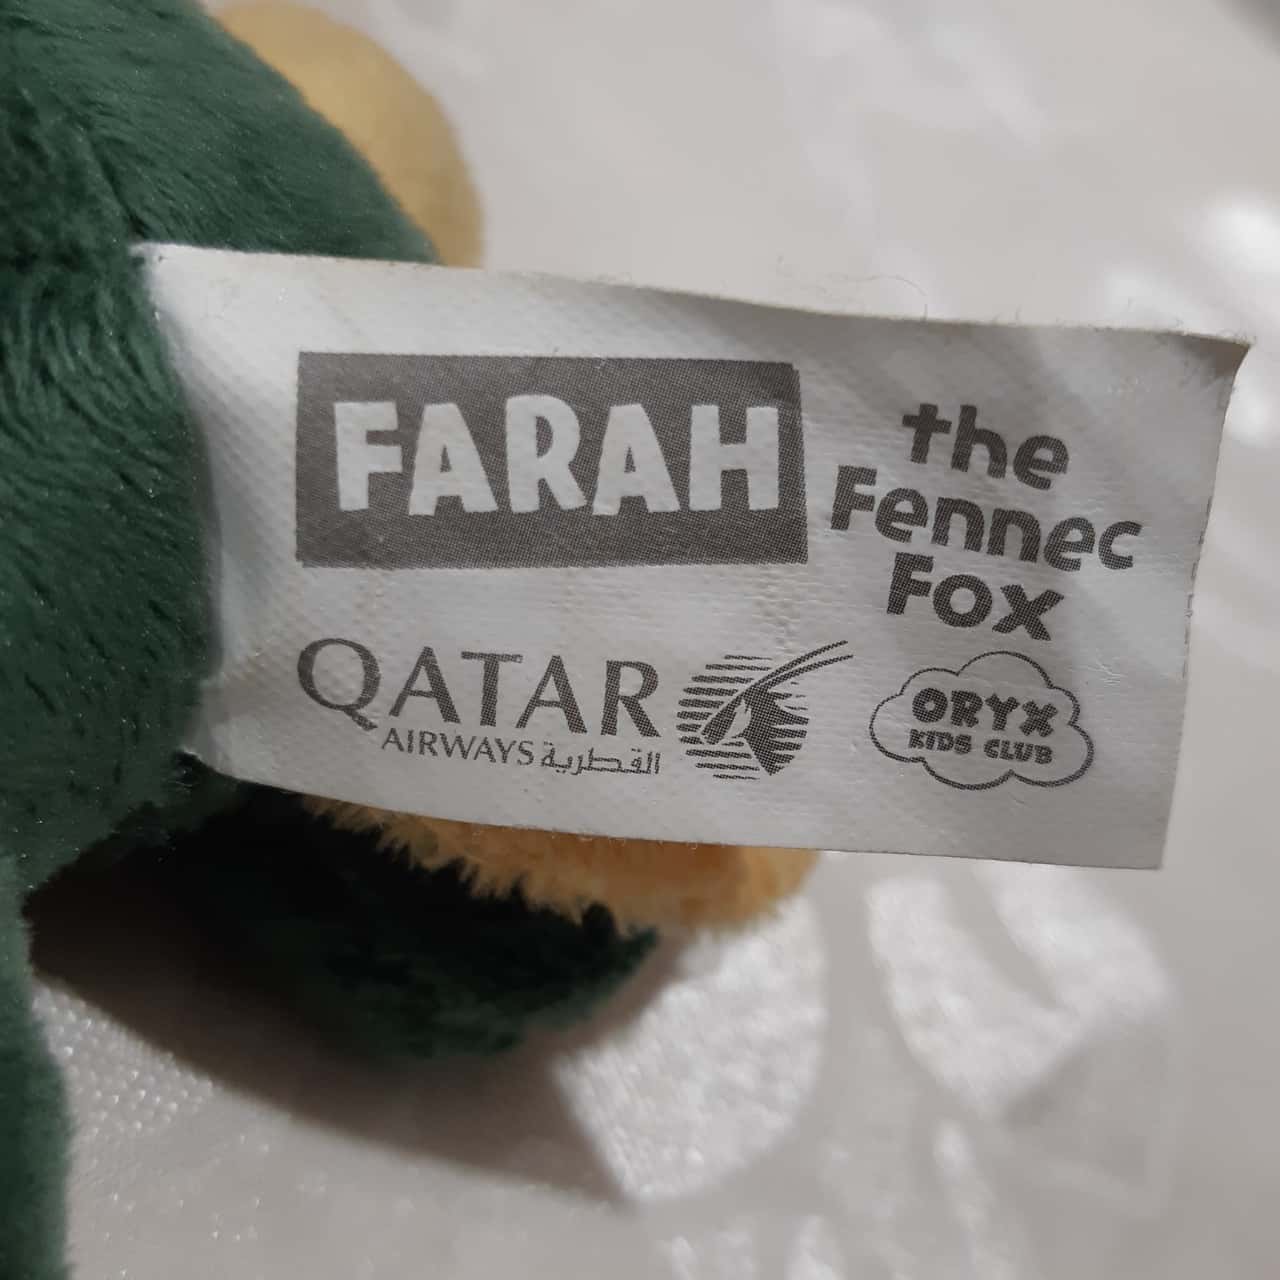 FARAH
the
Fennec
Fox
QATAR
AIRWAYS القطرية
ORYX
KIDS CLUB